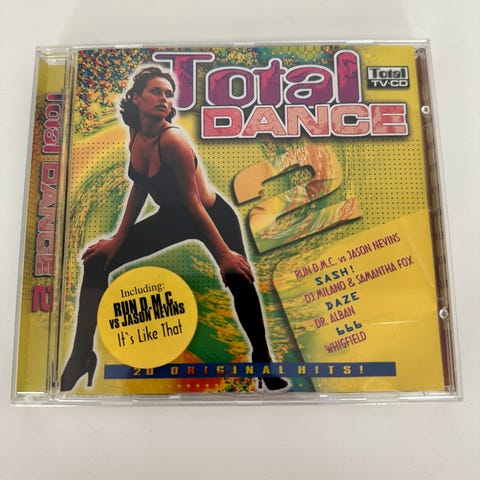 Total DANCE 2
Total
DANCE
2
Total
TV·CD
RUN D.M.C. vs JASON NEVINS
SASH!
DJ MILANO & SAMANTHA FOX
DAZE
DR. ALBAN
666
WHIGFIELD
Including:
RUN D.M.C.
VS JASON NEVINS
It`s Like That
20 ORIGINAL HITS!